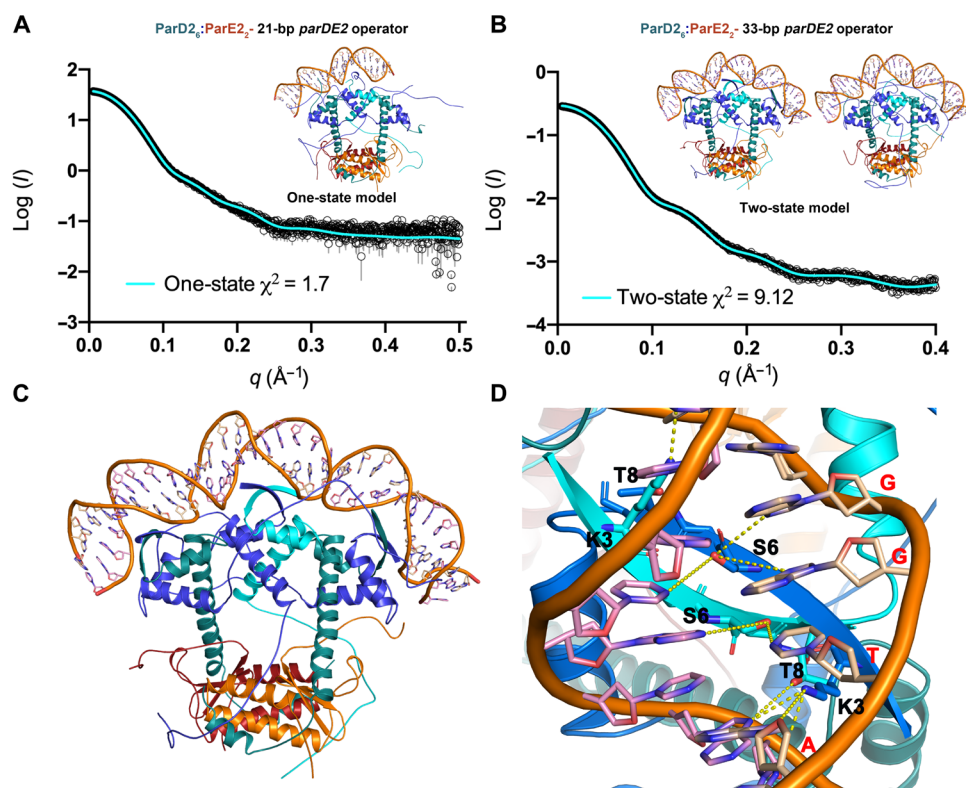 A
ParD2₆:ParE2₂- 21-bp parDE2 operator
Log (I)
2
1
0
−1
−2
−3
One-state model
One-state χ² = 1.7
0.0 0.1 0.2 0.3 0.4 0.5
q (Å⁻¹)
B
ParD2₆:ParE2₂- 33-bp parDE2 operator
Log (I)
0
−1
−2
−3
−4
Two-state model
Two-state χ² = 9.12
0.0 0.1 0.2 0.3 0.4
q (Å⁻¹)
C
D
T8
G
K3
S6
G
S6
T
T8
K3
A